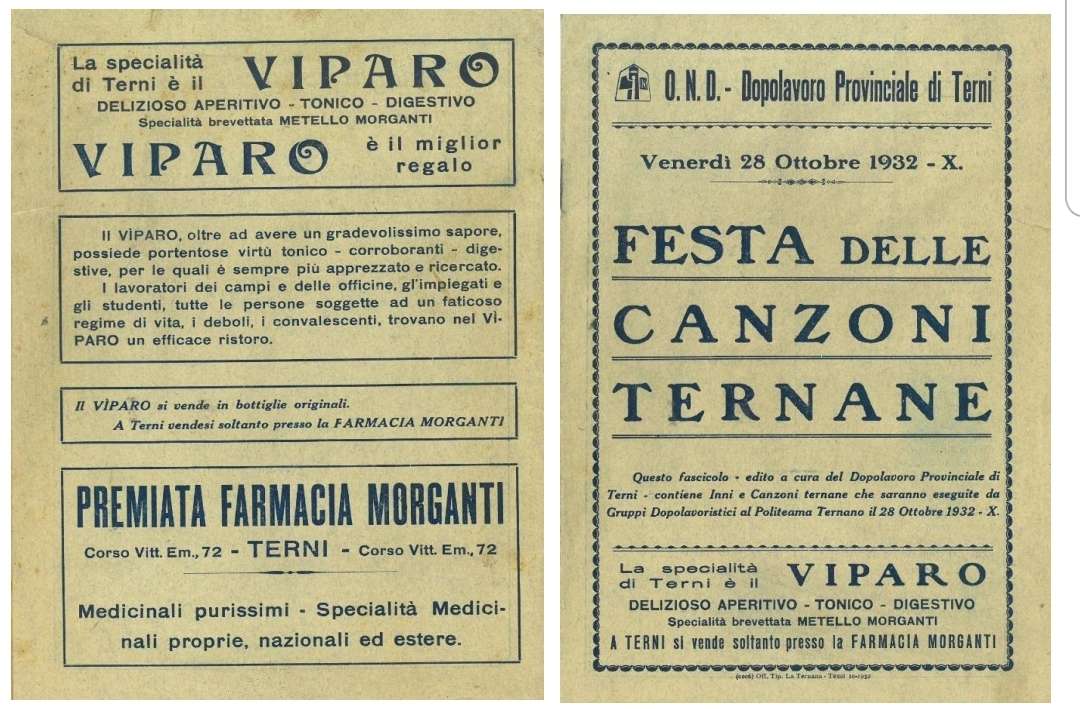 La specialità
di Terni è il VIPARO
DELIZIOSO APERITIVO - TONICO - DIGESTIVO
Specialità brevettata METELLO MORGANTI
VIPARO è il miglior
regalo
Il VÌPARO, oltre ad avere un gradevolissimo sapore,
possiede portentose virtù tonico - corroboranti - dige-
stive, per le quali è sempre più apprezzato e ricercato.
I lavoratori dei campi e delle officine, gl'impiegati e
gli studenti, tutte le persone soggette ad un faticoso
regime di vita, i deboli, i convalescenti, trovano nel VÌ-
PARO un efficace ristoro.
Il VÌPARO si vende in bottiglie originali.
A Terni vendesi soltanto presso la FARMACIA MORGANTI
PREMIATA FARMACIA MORGANTI
Corso Vitt. Em., 72 - TERNI - Corso Vitt. Em., 72
Medicinali purissimi - Specialità Medici-
nali proprie, nazionali ed estere.
O. N. D. - Dopolavoro Provinciale di Terni
Venerdì 28 Ottobre 1932 - X.
FESTA DELLE
CANZONI
TERNANE
Questo fascicolo - edito a cura del Dopolavoro Provinciale di
Terni - contiene Inni e Canzoni ternane che saranno eseguite da
Gruppi Dopolavoristici al Politeama Ternano il 28 Ottobre 1932 - X.
La specialità
di Terni è il VIPARO
DELIZIOSO APERITIVO - TONICO - DIGESTIVO
Specialità brevettata METELLO MORGANTI
A TERNI si vende soltanto presso la FARMACIA MORGANTI
Off. Tip. La Ternana - Terni 10-1932